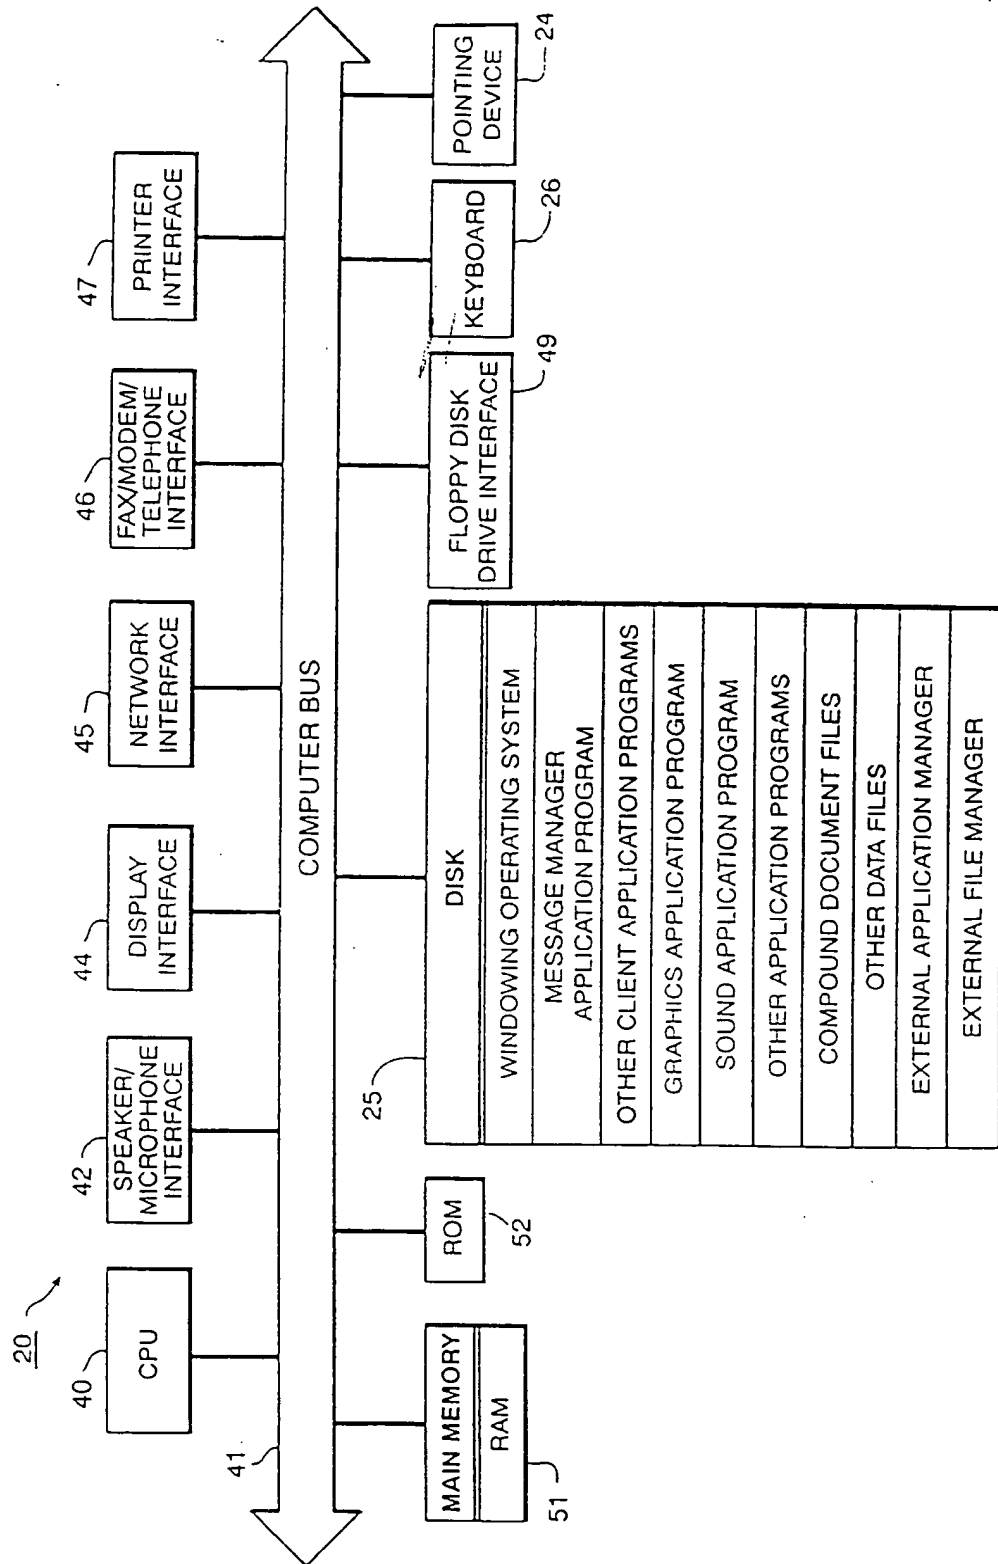 20
40
CPU
42
SPEAKER/
MICROPHONE
INTERFACE
44
DISPLAY
INTERFACE
45
NETWORK
INTERFACE
46
FAX/MODEM/
TELEPHONE
INTERFACE
47
PRINTER
INTERFACE
41
COMPUTER BUS
MAIN MEMORY
RAM
51
ROM
52
25
DISK
WINDOWING OPERATING SYSTEM
MESSAGE MANAGER
APPLICATION PROGRAM
OTHER CLIENT APPLICATION PROGRAMS
GRAPHICS APPLICATION PROGRAM
SOUND APPLICATION PROGRAM
OTHER APPLICATION PROGRAMS
COMPOUND DOCUMENT FILES
OTHER DATA FILES
EXTERNAL APPLICATION MANAGER
EXTERNAL FILE MANAGER
FLOPPY DISK
DRIVE INTERFACE
49
KEYBOARD
26
POINTING
DEVICE
24